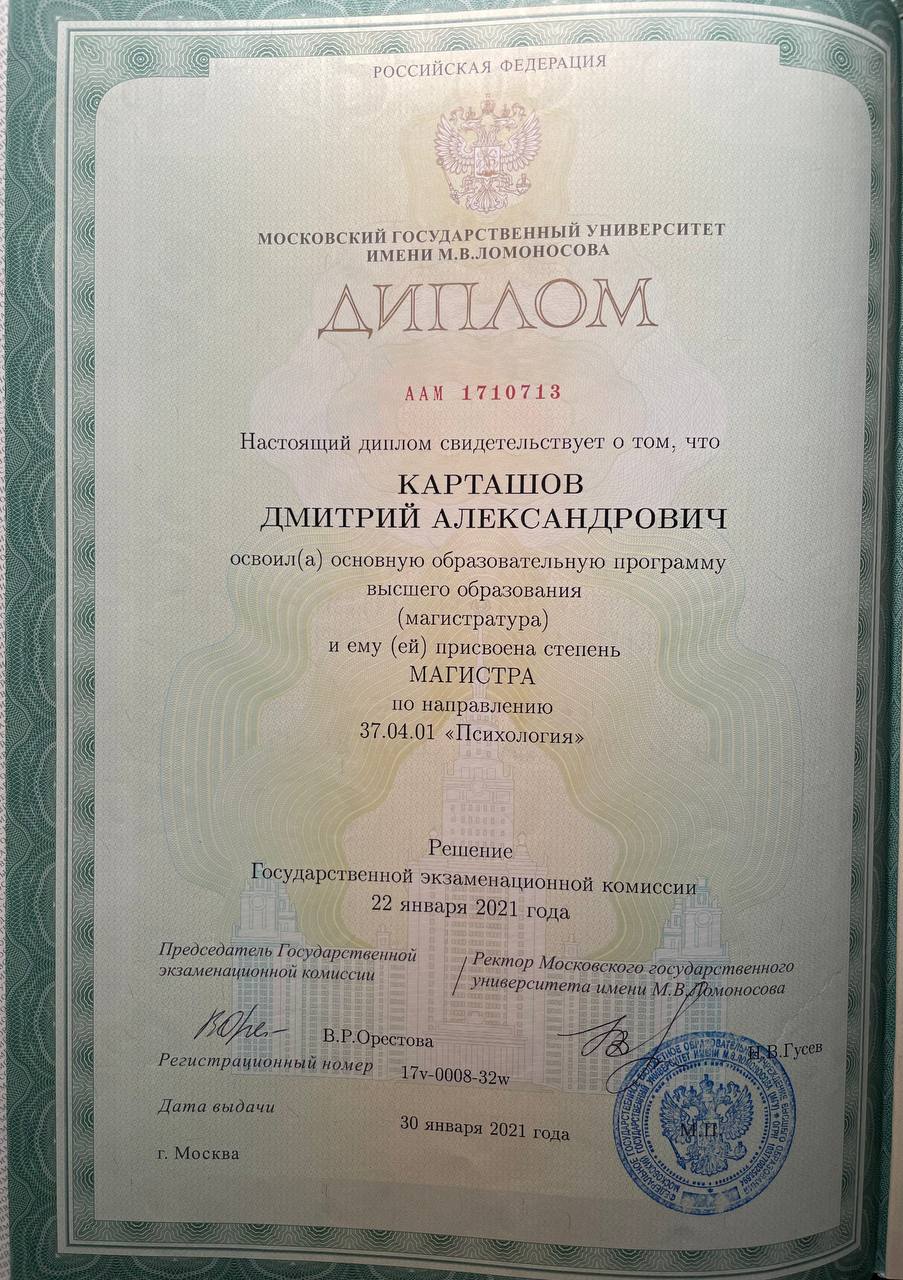 РОССИЙСКАЯ ФЕДЕРАЦИЯ
МОСКОВСКИЙ ГОСУДАРСТВЕННЫЙ УНИВЕРСИТЕТ
ИМЕНИ М.В.ЛОМОНОСОВА
ДИПЛОМ
ААМ 1710713
Настоящий диплом свидетельствует о том, что
КАРТАШОВ
ДМИТРИЙ АЛЕКСАНДРОВИЧ
освоил(а) основную образовательную программу
высшего образования
(магистратура)
и ему (ей) присвоена степень
МАГИСТРА
по направлению
37.04.01 «Психология»
Решение
Государственной экзаменационной комиссии
22 января 2021 года
Председатель Государственной
экзаменационной комиссии
Ректор Московского государственного
университета имени М.В.Ломоносова
В.Р.Орестова
Н.В.Гусев
Регистрационный номер
17v-0008-32w
Дата выдачи
30 января 2021 года
М.П.
г. Москва